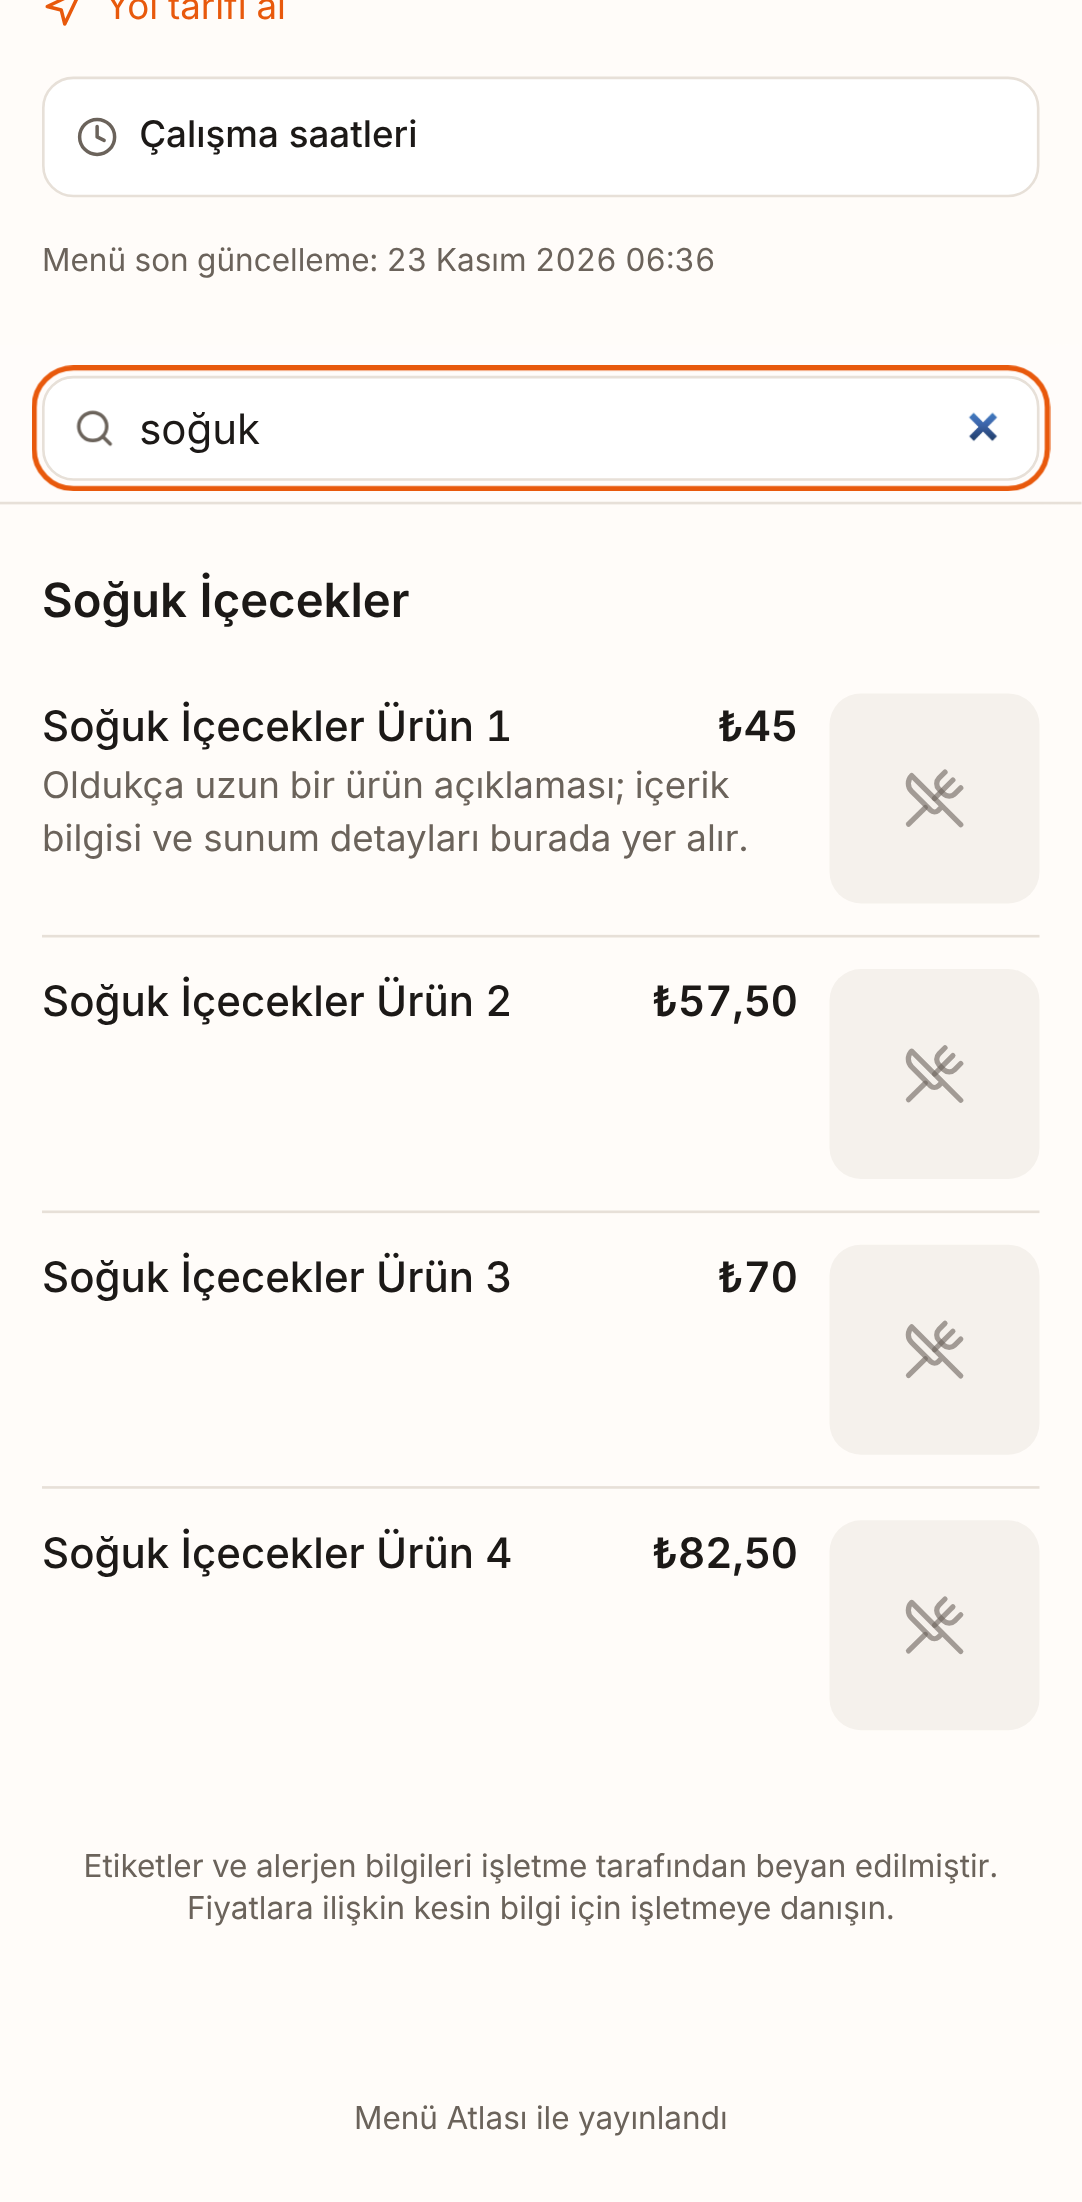 Yol tarifi al
Çalışma saatleri
Menü son güncelleme: 23 Kasım 2026 06:36
soğuk
Soğuk İçecekler
Soğuk İçecekler Ürün 1 ₺45
Oldukça uzun bir ürün açıklaması; içerik
bilgisi ve sunum detayları burada yer alır.
Soğuk İçecekler Ürün 2 ₺57,50
Soğuk İçecekler Ürün 3 ₺70
Soğuk İçecekler Ürün 4 ₺82,50
Etiketler ve alerjen bilgileri işletme tarafından beyan edilmiştir.
Fiyatlara ilişkin kesin bilgi için işletmeye danışın.
Menü Atlası ile yayınlandı